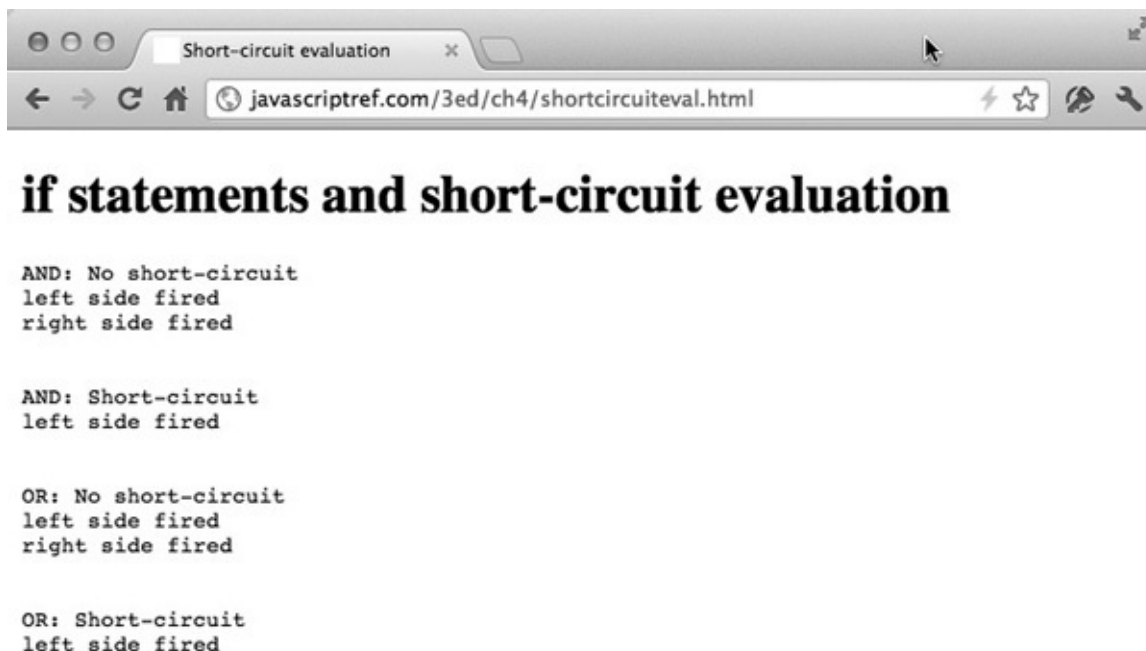 Short-circuit evaluation
javascriptref.com/3ed/ch4/shortcircuiteval.html
if statements and short-circuit evaluation
AND: No short-circuit
left side fired
right side fired
AND: Short-circuit
left side fired
OR: No short-circuit
left side fired
right side fired
OR: Short-circuit
left side fired